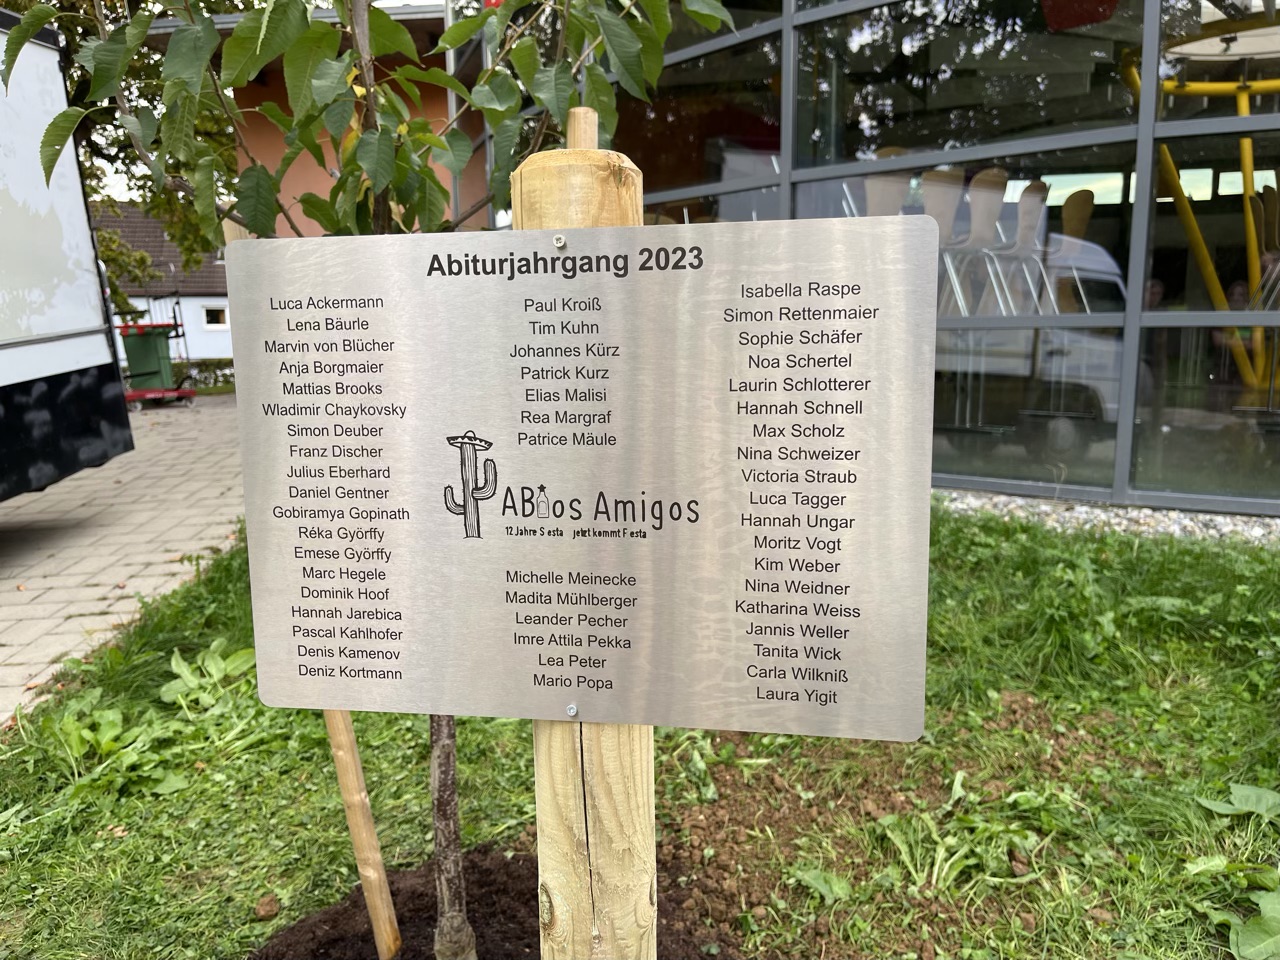 Abiturjahrgang 2023
Luca Ackermann
Lena Bäurle
Marvin von Blücher
Anja Borgmaier
Mattias Brooks
Wladimir Chaykovsky
Simon Deuber
Franz Discher
Julius Eberhard
Daniel Gentner
Gobiramya Gopinath
Réka Györffy
Emese Györffy
Marc Hegele
Dominik Hoof
Hannah Jarebica
Pascal Kahlhofer
Denis Kamenov
Deniz Kortmann
Paul Kroiß
Tim Kuhn
Johannes Kürz
Patrick Kurz
Elias Malisi
Rea Margraf
Patrice Mäule
ABIos Amigos
12 Jahre Siesta jetzt kommt Fiesta
Michelle Meinecke
Madita Mühlberger
Leander Pecher
Imre Attila Pekka
Lea Peter
Mario Popa
Isabella Raspe
Simon Rettenmaier
Sophie Schäfer
Noa Schertel
Laurin Schlotterer
Hannah Schnell
Max Scholz
Nina Schweizer
Victoria Straub
Luca Tagger
Hannah Ungar
Moritz Vogt
Kim Weber
Nina Weidner
Katharina Weiss
Jannis Weller
Tanita Wick
Carla Wilkniß
Laura Yigit